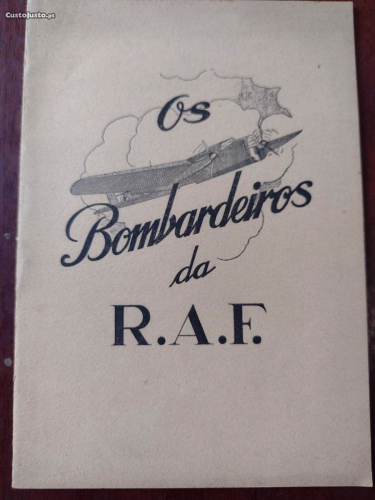 CustoJusto.pt
Os
Bombardeiros
da
R.A.F.